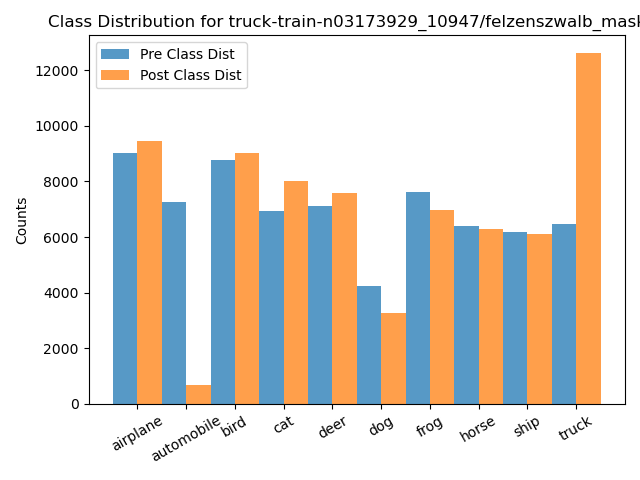 Class Distribution for truck-train-n03173929_10947/felzenszwalb_mask
Pre Class Dist
Post Class Dist
Counts
12000
10000
8000
6000
4000
2000
0
airplane
automobile
bird
cat
deer
dog
frog
horse
ship
truck